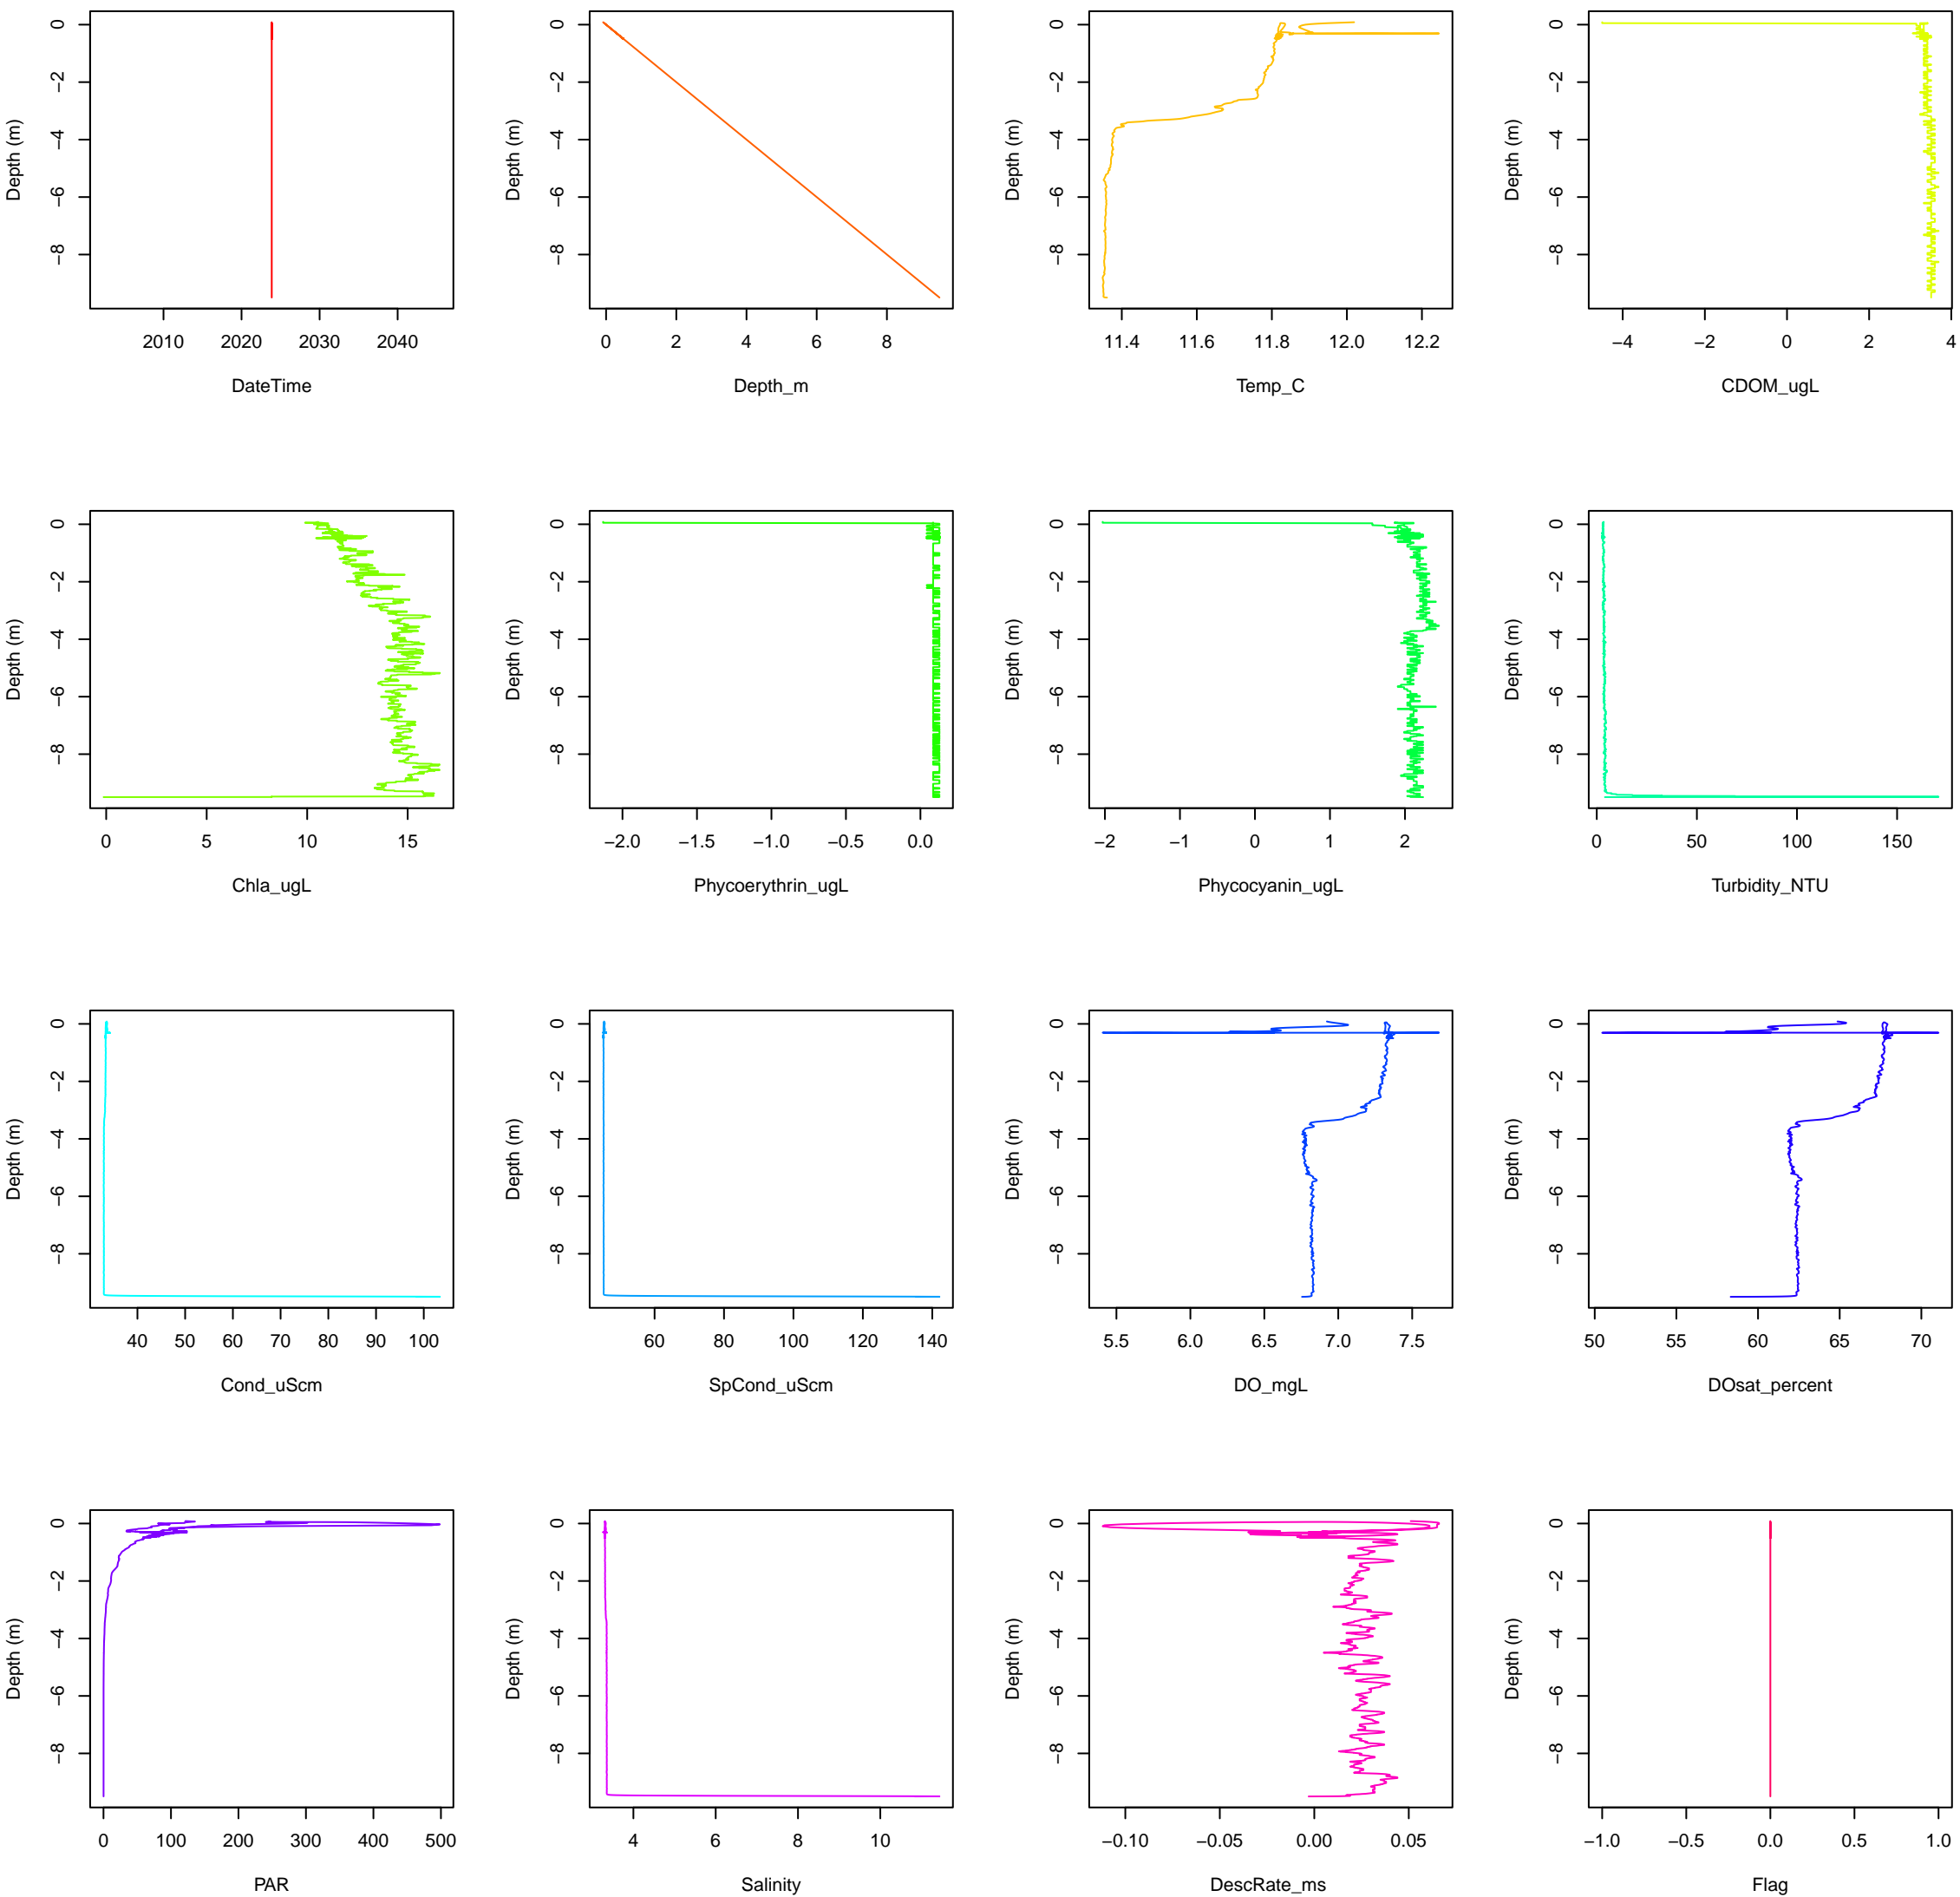 Depth (m)
0
−2
−4
−6
−8
2010 2020 2030 2040
DateTime
Depth (m)
0
−2
−4
−6
−8
0 2 4 6 8
Depth_m
Depth (m)
0
−2
−4
−6
−8
11.4 11.6 11.8 12.0 12.2
Temp_C
Depth (m)
0
−2
−4
−6
−8
−4 −2 0 2 4
CDOM_ugL
Depth (m)
0
−2
−4
−6
−8
0 5 10 15
Chla_ugL
Depth (m)
0
−2
−4
−6
−8
−2.0 −1.5 −1.0 −0.5 0.0
Phycoerythrin_ugL
Depth (m)
0
−2
−4
−6
−8
−2 −1 0 1 2
Phycocyanin_ugL
Depth (m)
0
−2
−4
−6
−8
0 50 100 150
Turbidity_NTU
Depth (m)
0
−2
−4
−6
−8
40 50 60 70 80 90 100
Cond_uScm
Depth (m)
0
−2
−4
−6
−8
60 80 100 120 140
SpCond_uScm
Depth (m)
0
−2
−4
−6
−8
5.5 6.0 6.5 7.0 7.5
DO_mgL
Depth (m)
0
−2
−4
−6
−8
50 55 60 65 70
DOsat_percent
Depth (m)
0
−2
−4
−6
−8
0 100 200 300 400 500
PAR
Depth (m)
0
−2
−4
−6
−8
4 6 8 10
Salinity
Depth (m)
0
−2
−4
−6
−8
−0.10 −0.05 0.00 0.05
DescRate_ms
Depth (m)
0
−2
−4
−6
−8
−1.0 −0.5 0.0 0.5 1.0
Flag